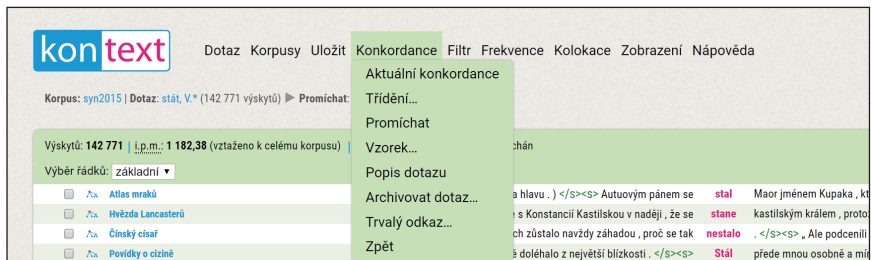 kontext
Dotaz Korpusy Uložit Konkordance Filtr Frekvence Kolokace Zobrazení Nápověda
Aktuální konkordance
Třídění...
Promíchat
Vzorek...
Popis dotazu
Archivovat dotaz...
Trvalý odkaz...
Zpět
Korpus: syn2015 | Dotaz: stát, V.* (142 771 výskytů) ▶ Promíchat:
Výskytů: 142 771 | i.p.m.: 1 182,38 (vztaženo k celému korpusu) | chán
Výběr řádků: základní ▼
Atlas mraků a hlavu . ) </s><s> Autuovým pánem se stal Maor jménem Kupaka , kt
Hvězda Lancasterů s Konstancií Kastilskou v naději , že se stane kastilským králem , proto
Čínský císař ch zůstalo navždy záhadou , proč se tak nestalo . </s><s> „ Ale podcenili
Povídky o cizině doléhalo z největší blízkosti . </s><s> Stál přede mnou osobně a mír